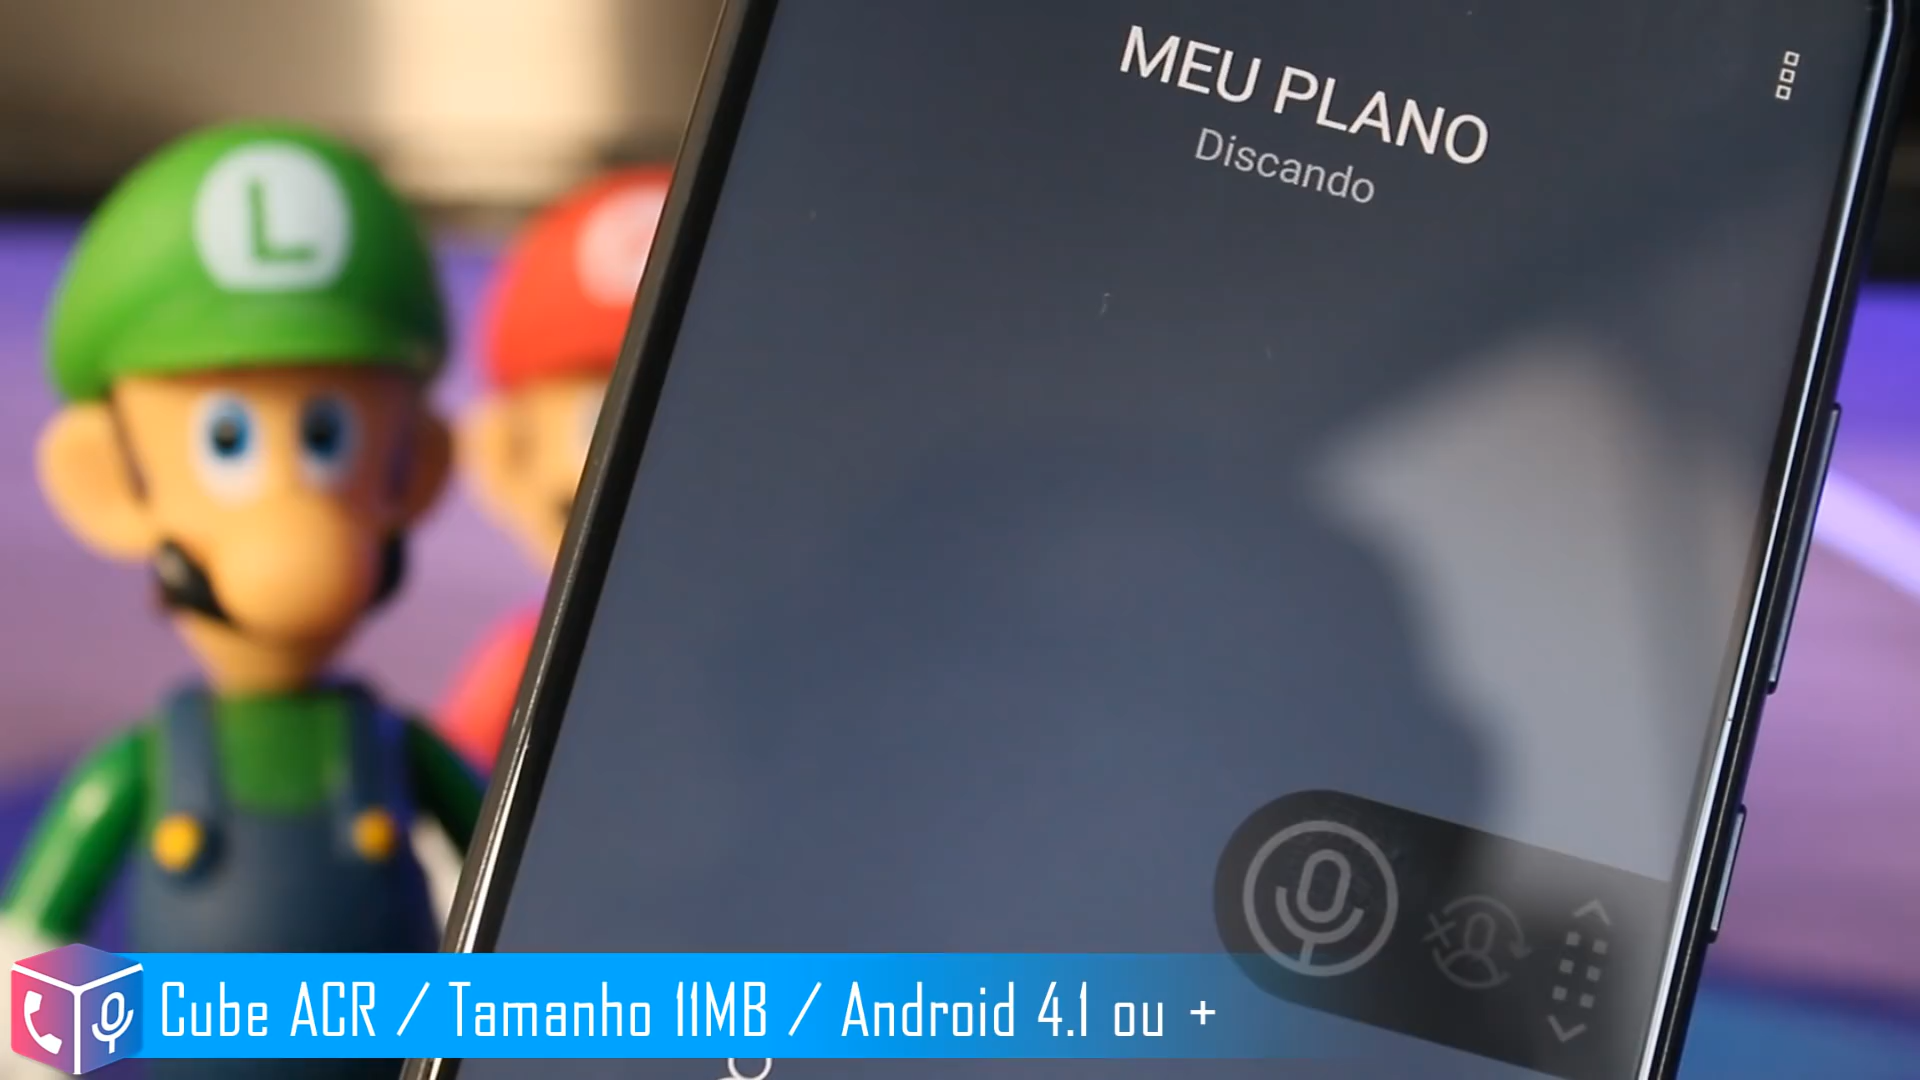 MEU PLANO
Discando
L
Cube ACR / Tamanho 11MB / Android 4.1 ou +